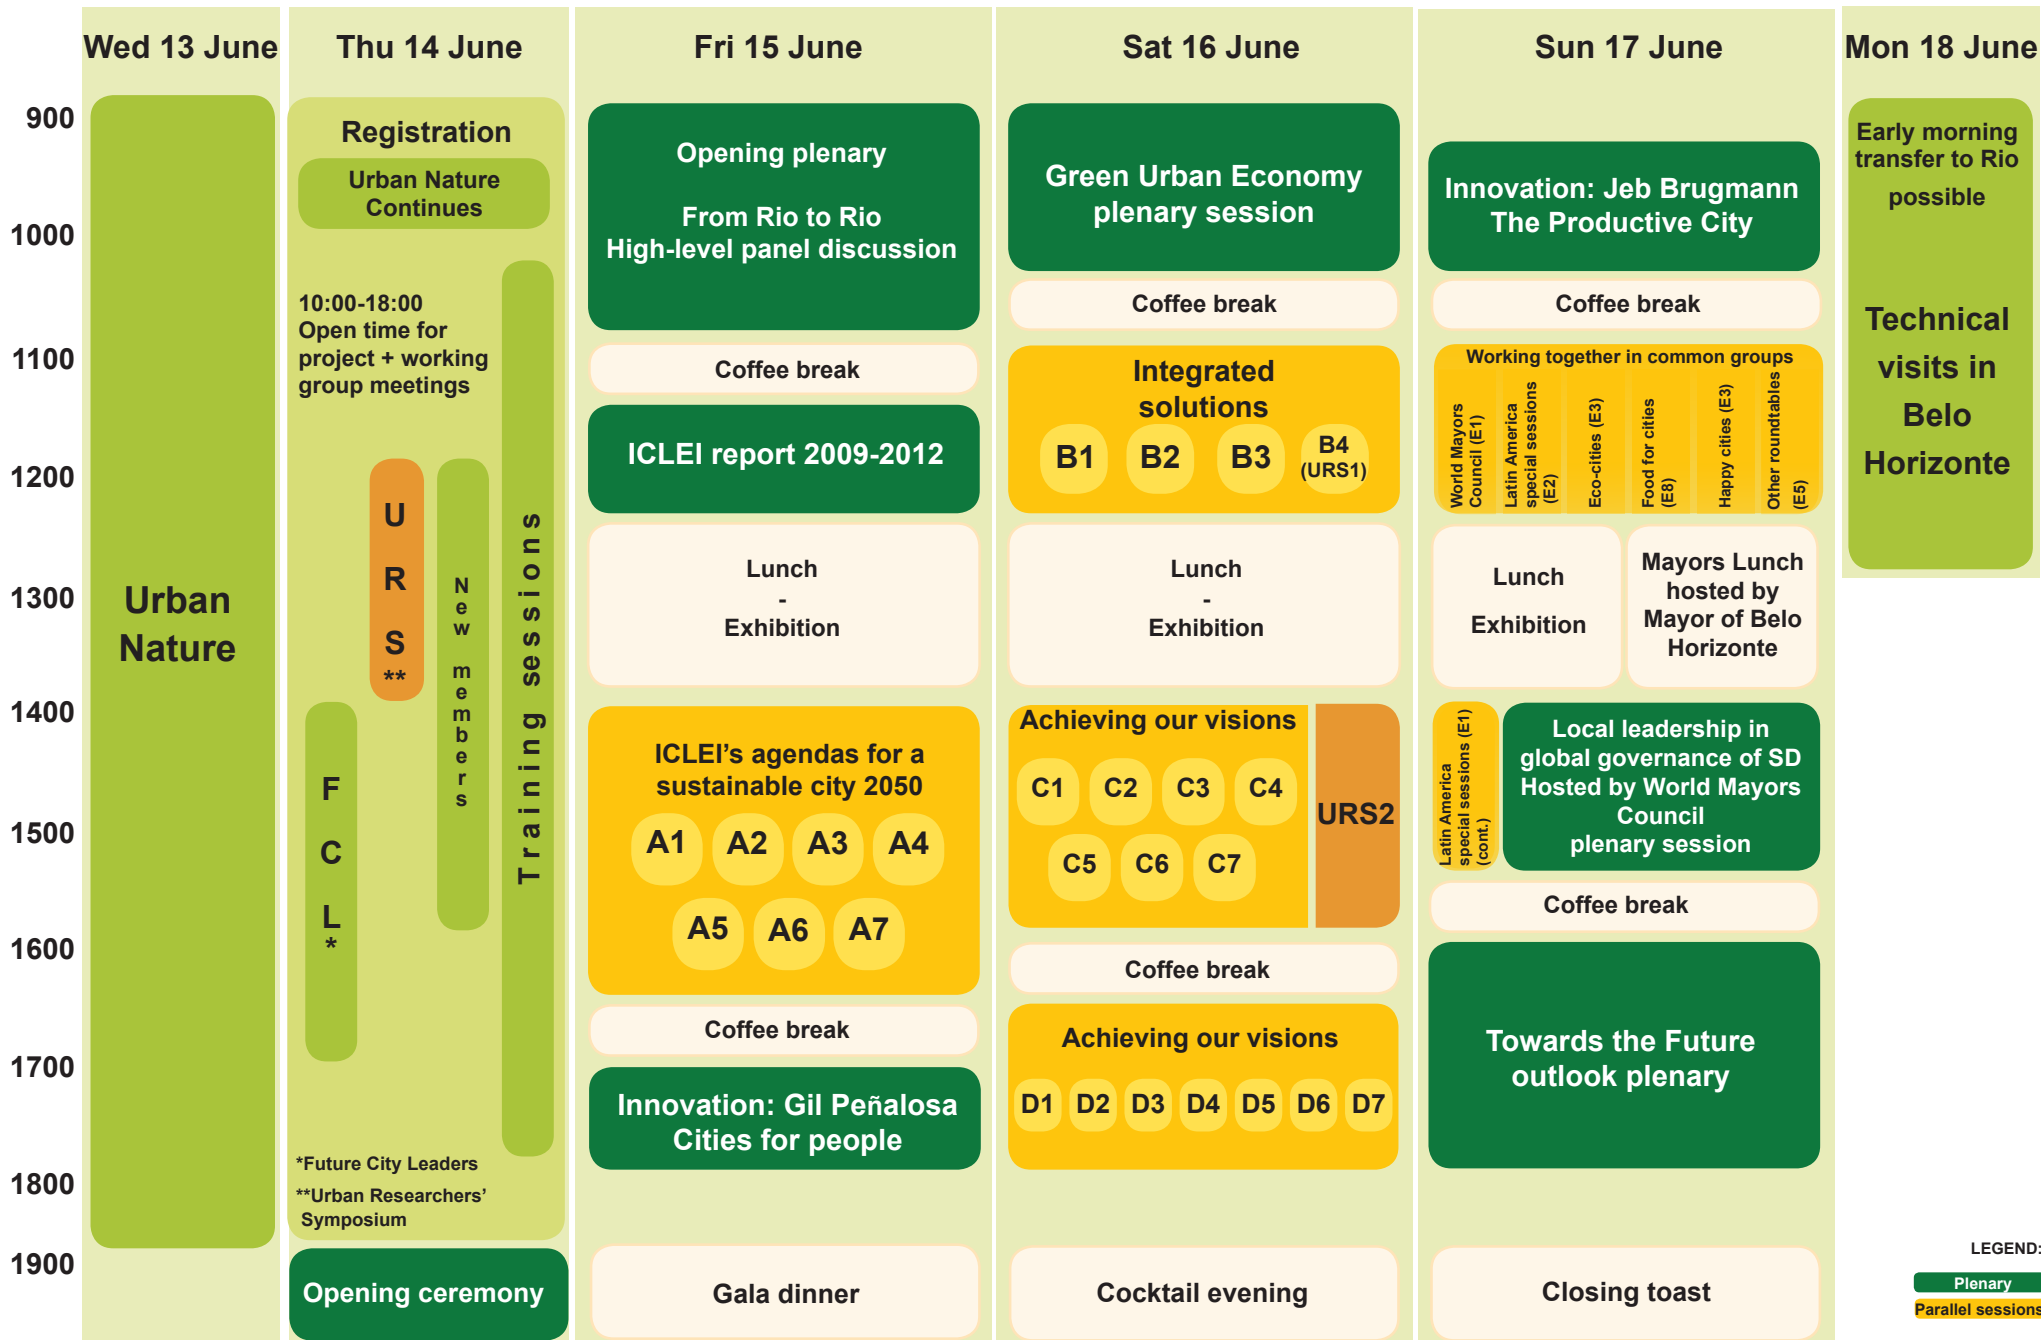 Wed 13 June
Thu 14 June
Fri 15 June
Sat 16 June
Sun 17 June
Mon 18 June
900
1000
1100
1200
1300
1400
1500
1600
1700
1800
1900
Urban
Nature
Registration
Urban Nature
Continues
10:00-18:00
Open time for
project + working
group meetings
F C L
*
U R S
**
New members
Training sessions
*Future City Leaders
**Urban Researchers’
Symposium
Opening ceremony
Opening plenary
From Rio to Rio
High-level panel discussion
Coffee break
ICLEI report 2009-2012
Lunch
-
Exhibition
ICLEI’s agendas for a
sustainable city 2050
A1 A2 A3 A4
A5 A6 A7
Coffee break
Innovation: Gil Peñalosa
Cities for people
Gala dinner
Green Urban Economy
plenary session
Coffee break
Integrated
solutions
B1 B2 B3 B4
(URS1)
Lunch
-
Exhibition
Achieving our visions
C1 C2 C3 C4
C5 C6 C7
URS2
Coffee break
Achieving our visions
D1 D2 D3 D4 D5 D6 D7
Cocktail evening
Innovation: Jeb Brugmann
The Productive City
Coffee break
Working together in common groups
World Mayors
Council (E1)
Latin America
special sessions
(E2)
Eco-cities (E3)
Food for cities
(E8)
Happy cities (E3)
Other roundtables
(E5)
Lunch
Exhibition
Mayors Lunch
hosted by
Mayor of Belo
Horizonte
Latin America
special sessions (E1)
(cont.)
Local leadership in
global governance of SD
Hosted by World Mayors
Council
plenary session
Coffee break
Towards the Future
outlook plenary
Closing toast
Early morning
transfer to Rio
possible
Technical
visits in
Belo
Horizonte
LEGEND:
Plenary
Parallel sessions